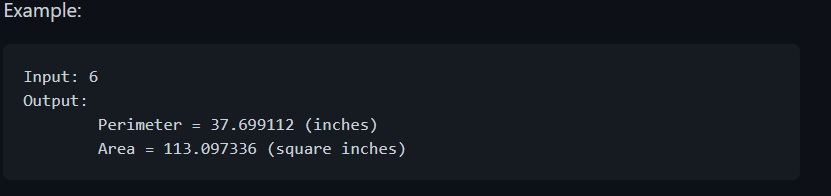 Example:
Input: 6
Output:
Perimeter = 37.699112 (inches)
Area = 113.097336 (square inches)